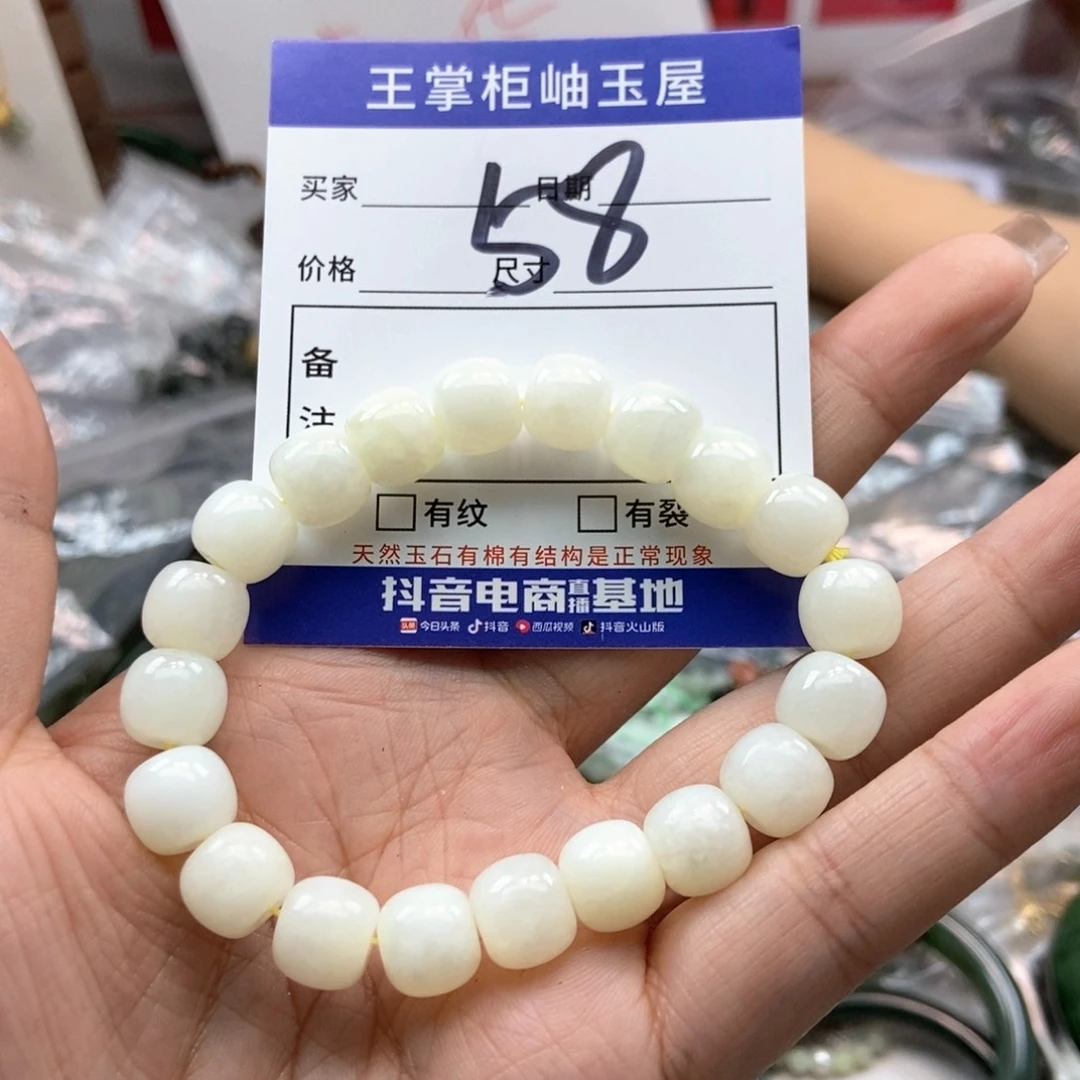 王掌柜岫玉屋
买家 日期
58
价格 尺寸
备
注
有纹 有裂
天然玉石有棉有结构是正常现象
抖音电商直播基地
头条 今日头条 抖音 西瓜视频 抖音火山版